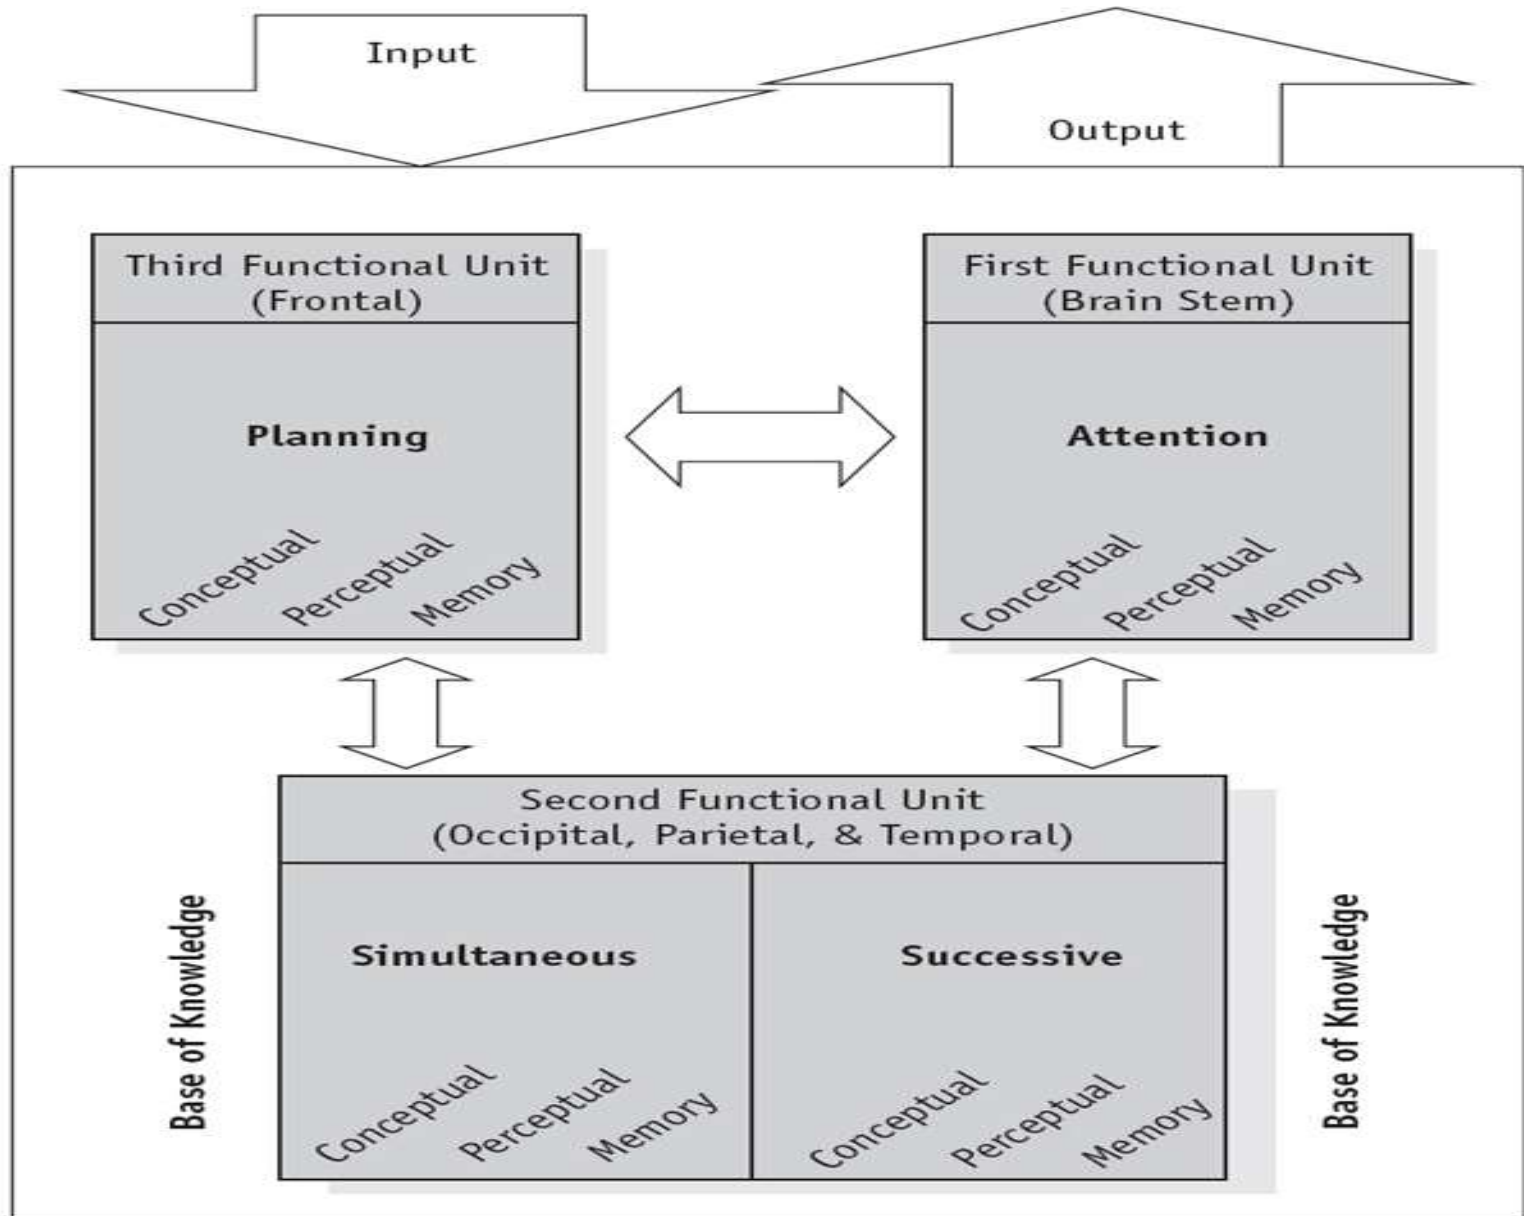 Input
Output
Third Functional Unit
(Frontal)
Planning
Conceptual
Perceptual
Memory
First Functional Unit
(Brain Stem)
Attention
Conceptual
Perceptual
Memory
Second Functional Unit
(Occipital, Parietal, & Temporal)
Simultaneous
Conceptual
Perceptual
Memory
Successive
Conceptual
Perceptual
Memory
Base of Knowledge
Base of Knowledge